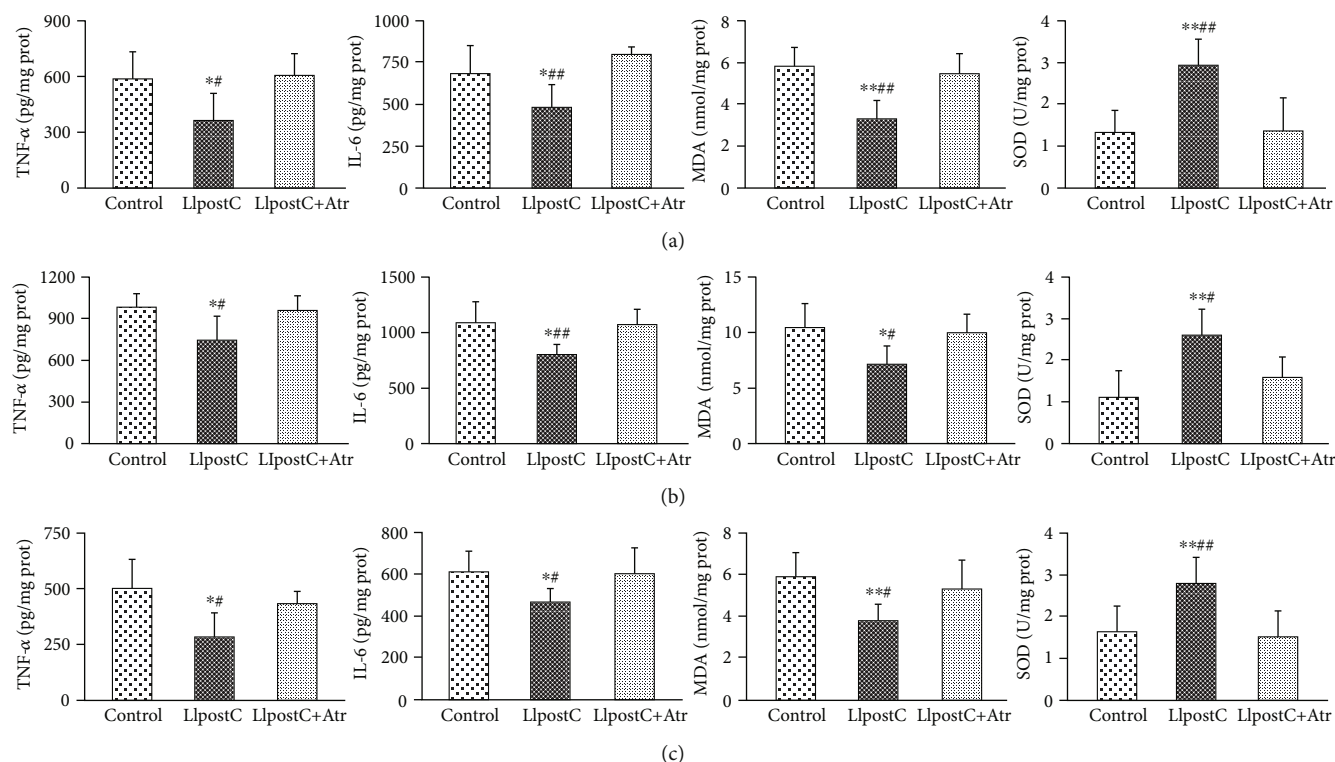 900
600
300
0
TNF-α (pg/mg prot)
*#
Control LlpostC LlpostC+Atr
1000
750
500
250
0
IL-6 (pg/mg prot)
*##
Control LlpostC LlpostC+Atr
8
6
4
2
0
MDA (nmol/mg prot)
**##
Control LlpostC LlpostC+Atr
4
3
2
1
0
SOD (U/mg prot)
**##
Control LlpostC LlpostC+Atr
(a)
1200
900
600
300
0
TNF-α (pg/mg prot)
*#
Control LlpostC LlpostC+Atr
1500
1000
500
0
IL-6 (pg/mg prot)
*##
Control LlpostC LlpostC+Atr
15
10
5
0
MDA (nmol/mg prot)
*#
Control LlpostC LlpostC+Atr
4
3
2
1
0
SOD (U/mg prot)
**#
Control LlpostC LlpostC+Atr
(b)
750
500
250
0
TNF-α (pg/mg prot)
*#
Control LlpostC LlpostC+Atr
800
600
400
200
0
IL-6 (pg/mg prot)
*#
Control LlpostC LlpostC+Atr
8
6
4
2
0
MDA (nmol/mg prot)
**#
Control LlpostC LlpostC+Atr
4
3
2
1
0
SOD (U/mg prot)
**##
Control LlpostC LlpostC+Atr
(c)